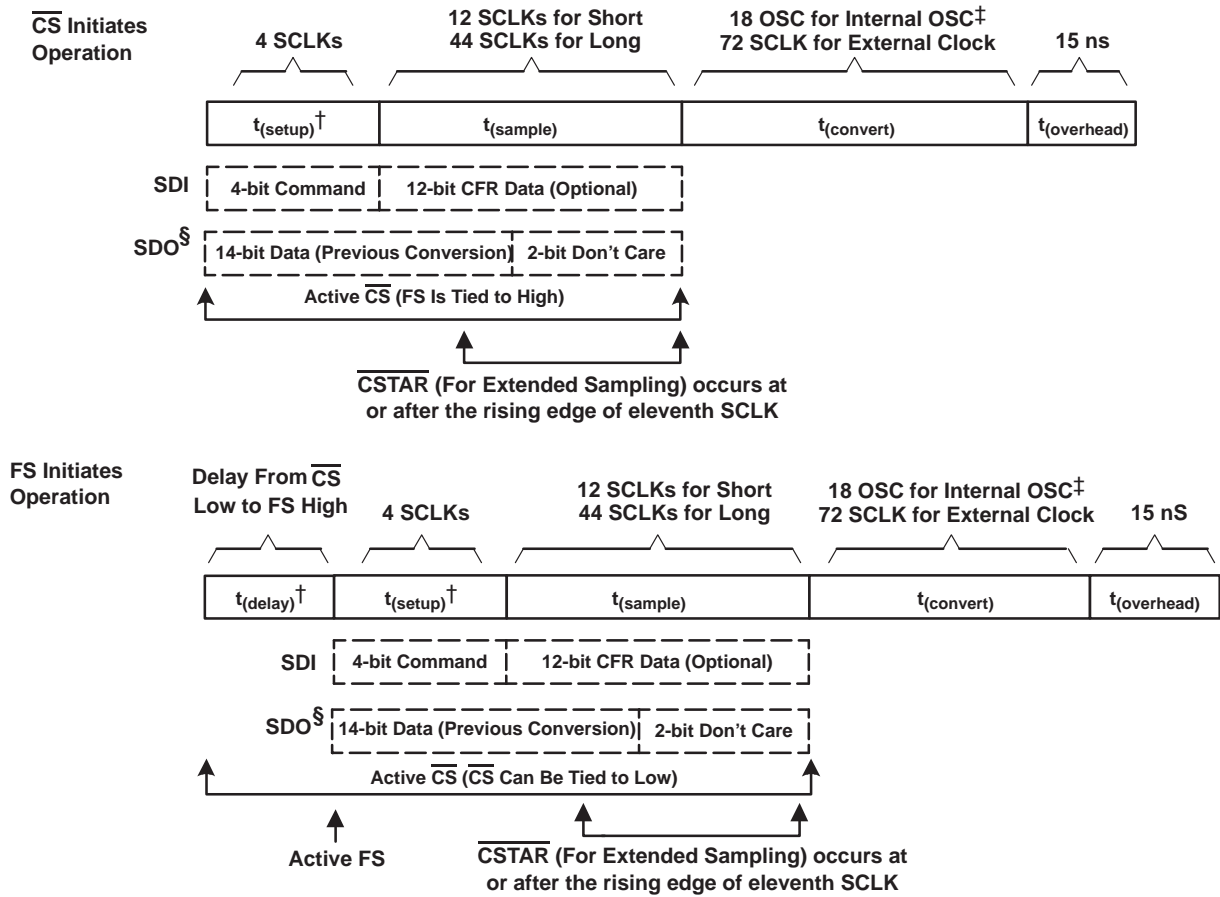 CS Initiates
Operation
4 SCLKs
12 SCLKs for Short
44 SCLKs for Long
18 OSC for Internal OSC‡
72 SCLK for External Clock
15 ns
t(setup)†
t(sample)
t(convert)
t(overhead)
SDI
4-bit Command
12-bit CFR Data (Optional)
SDO§
14-bit Data (Previous Conversion)
2-bit Don't Care
Active CS (FS Is Tied to High)
CSTAR (For Extended Sampling) occurs at
or after the rising edge of eleventh SCLK
FS Initiates
Operation
Delay From CS
Low to FS High
4 SCLKs
12 SCLKs for Short
44 SCLKs for Long
18 OSC for Internal OSC‡
72 SCLK for External Clock
15 nS
t(delay)†
t(setup)†
t(sample)
t(convert)
t(overhead)
SDI
4-bit Command
12-bit CFR Data (Optional)
SDO§
14-bit Data (Previous Conversion)
2-bit Don't Care
Active CS (CS Can Be Tied to Low)
Active FS
CSTAR (For Extended Sampling) occurs at
or after the rising edge of eleventh SCLK